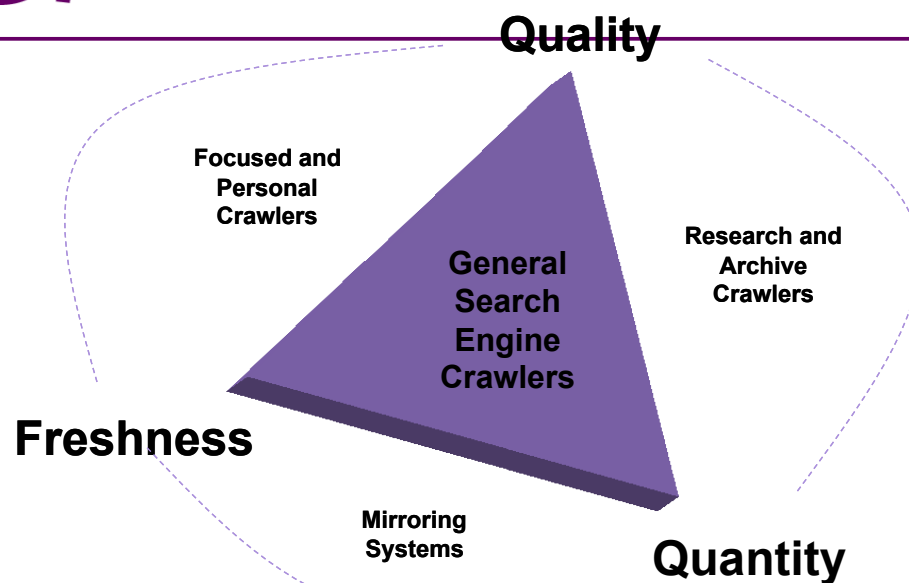 Quality
Focused and
Personal
Crawlers
Research and
Archive
Crawlers
General
Search
Engine
Crawlers
Freshness
Mirroring
Systems
Quantity